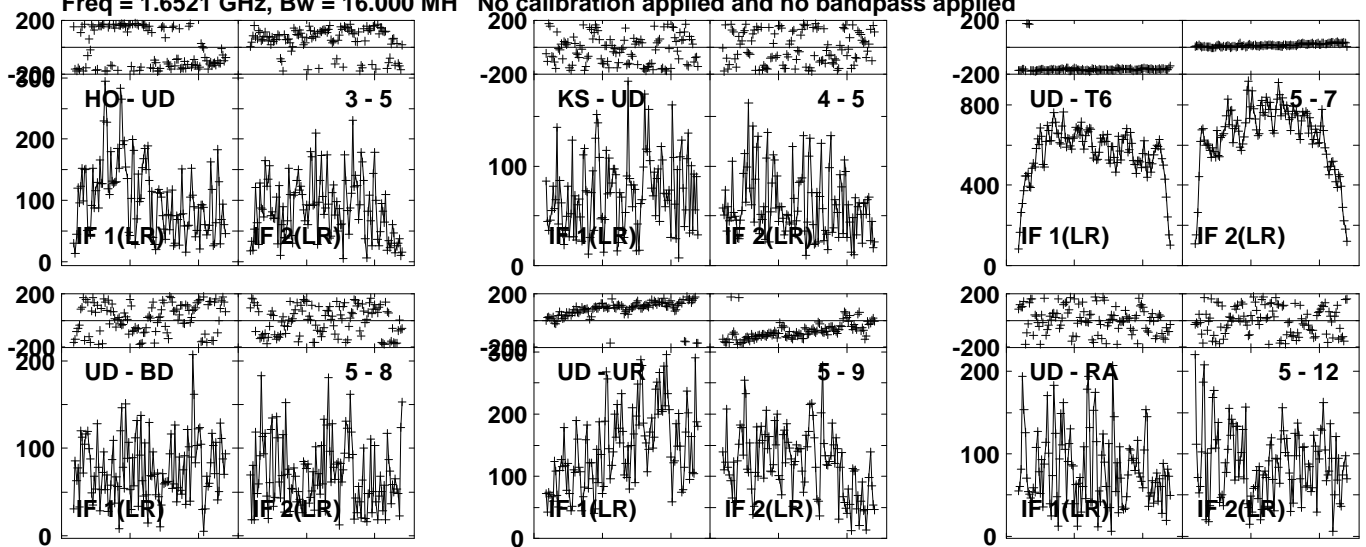 Freq = 1.6521 GHz, Bw = 16.000 MH No calibration applied and no bandpass applied
200 200 200
-200 -200 -200
300
HO - UD 3 - 5 KS - UD 4 - 5 UD - T6 5 - 7
800
200
100 400
100
IF 1(LR) IF 2(LR) IF 1(LR) IF 2(LR) IF 1(LR) IF 2(LR)
0 0 0
200 200 200
-200 -200 -200
200 300
UD - BD 5 - 8 UD - UR 5 - 9 UD - RA 5 - 12
200
200
100 100
100
IF 1(LR) IF 2(LR) IF 1(LR) IF 2(LR) IF 1(LR) IF 2(LR)
0 0 0